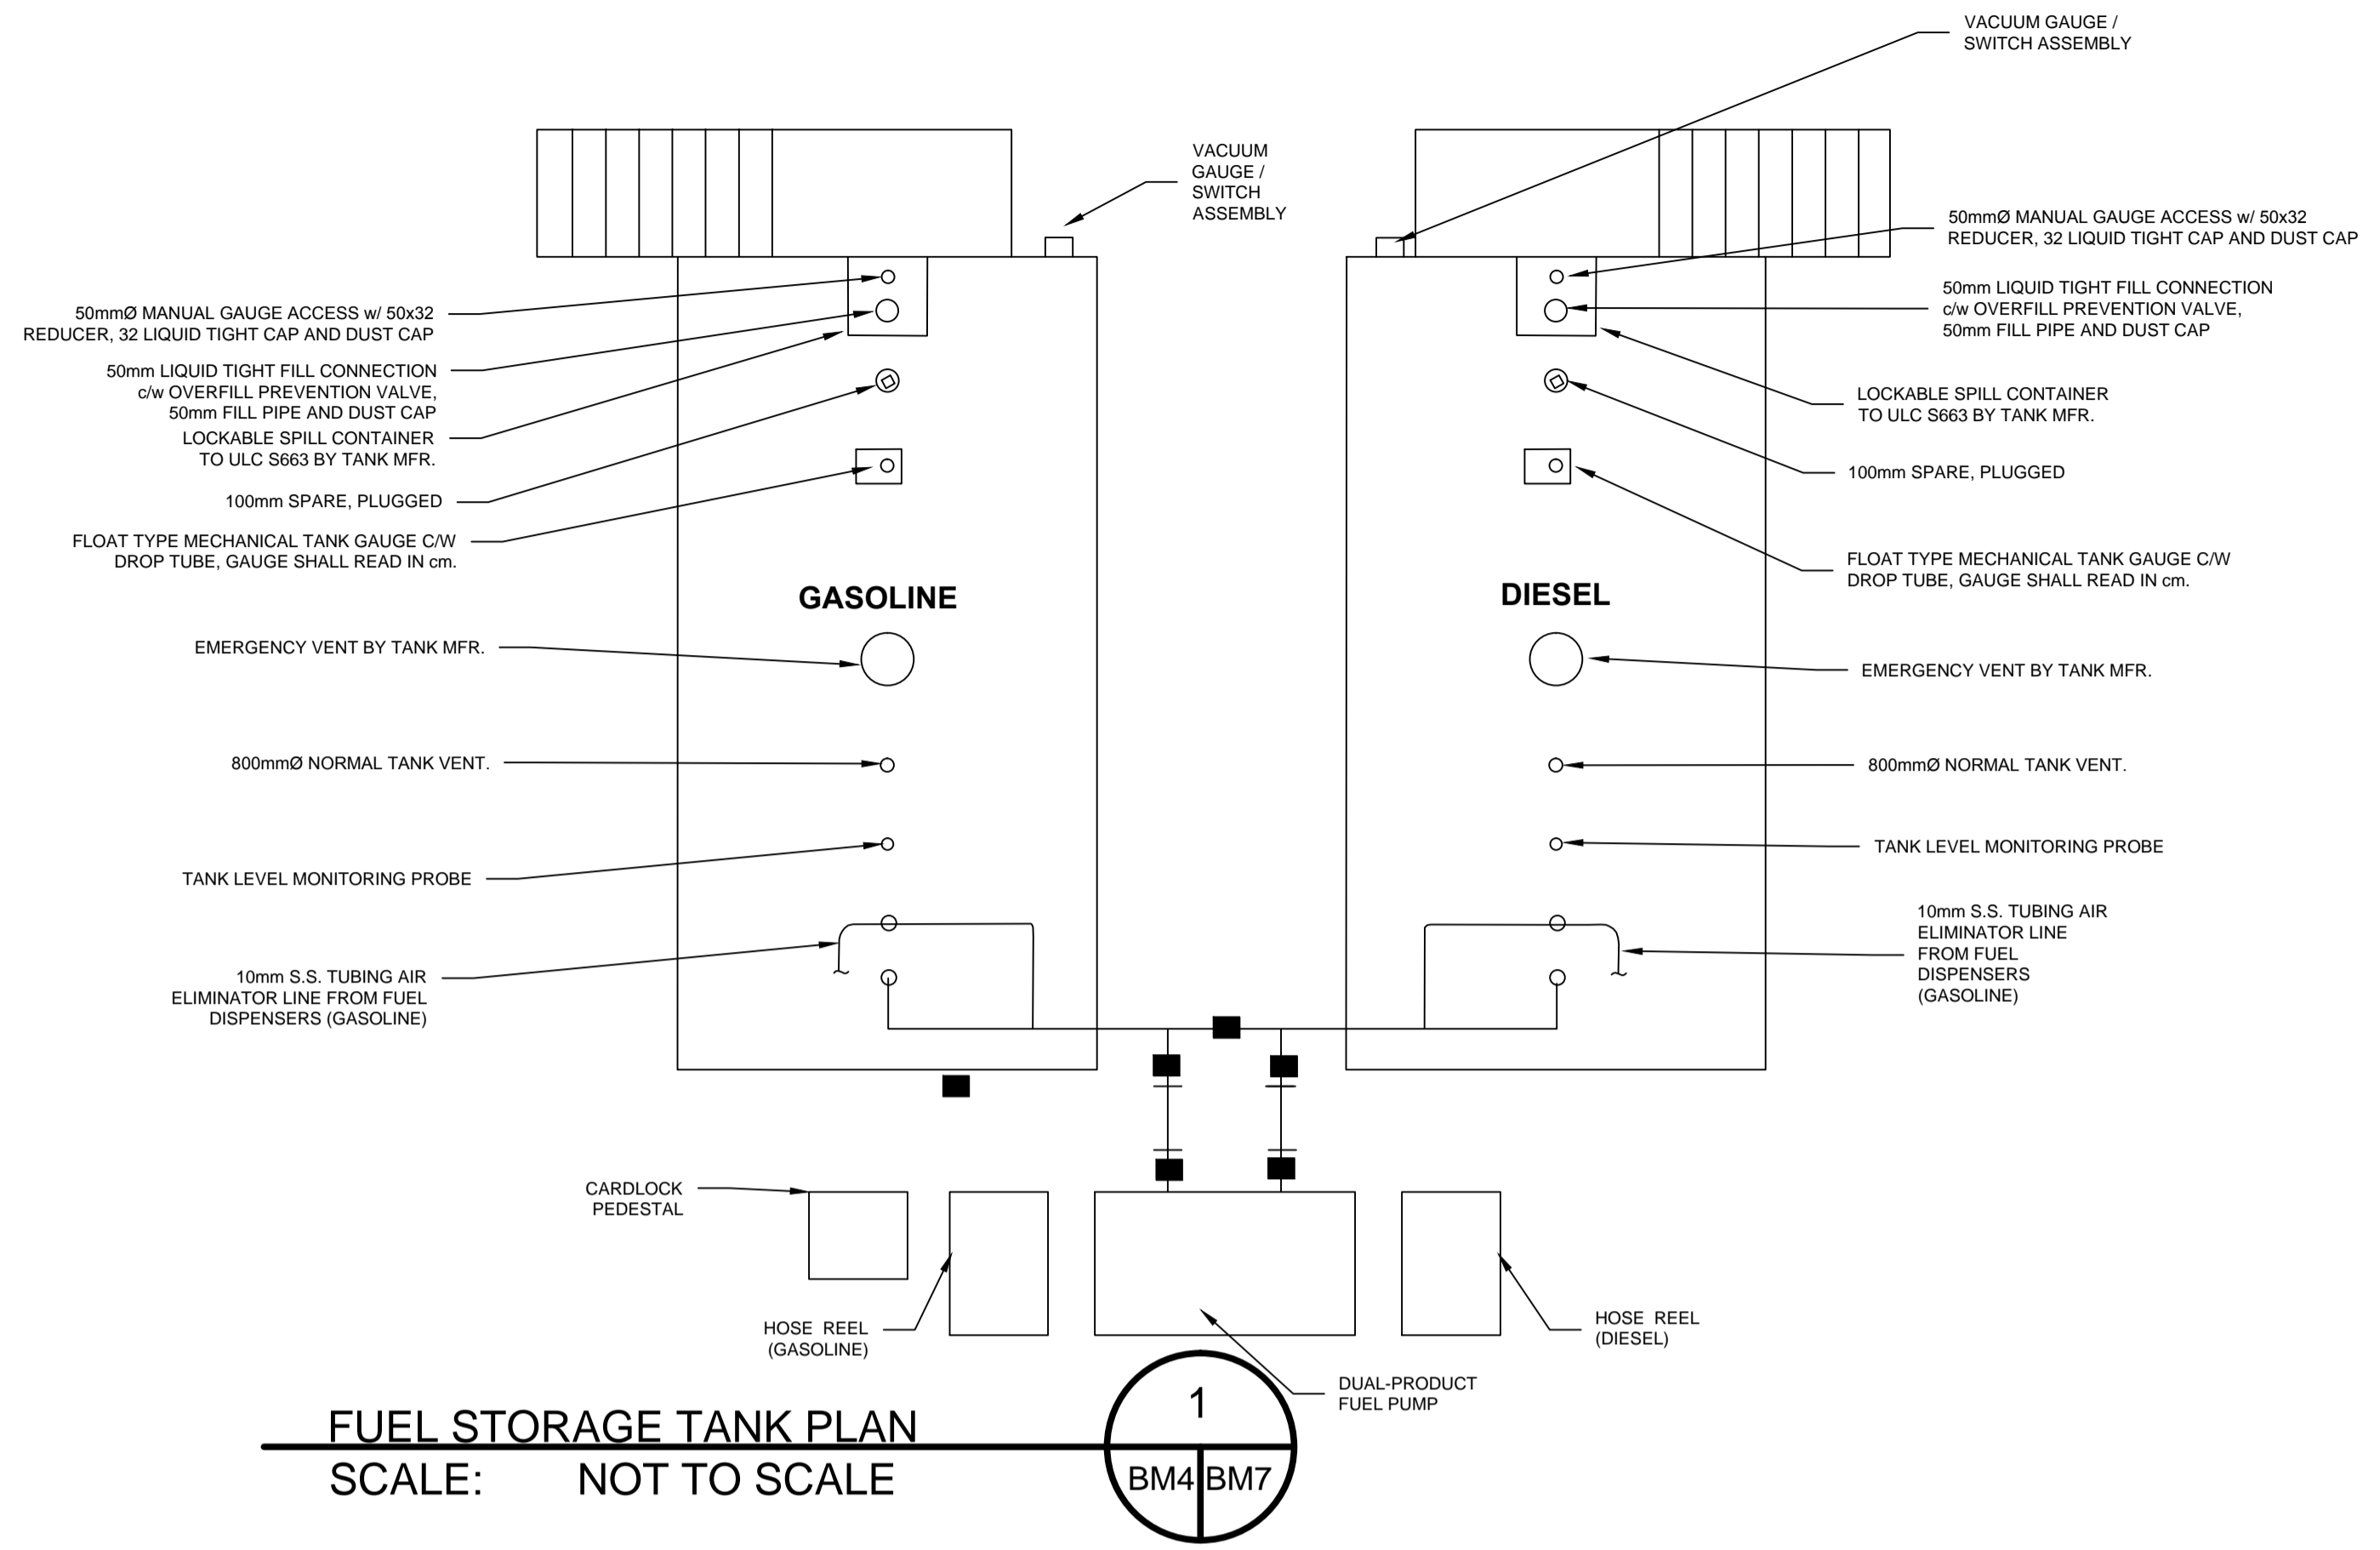 VACUUM GAUGE /
SWITCH ASSEMBLY
VACUUM
GAUGE /
SWITCH
ASSEMBLY
50mmØ MANUAL GAUGE ACCESS w/ 50x32
REDUCER, 32 LIQUID TIGHT CAP AND DUST CAP
50mm LIQUID TIGHT FILL CONNECTION
c/w OVERFILL PREVENTION VALVE,
50mm FILL PIPE AND DUST CAP
LOCKABLE SPILL CONTAINER
TO ULC S663 BY TANK MFR.
100mm SPARE, PLUGGED
FLOAT TYPE MECHANICAL TANK GAUGE C/W
DROP TUBE, GAUGE SHALL READ IN cm.
GASOLINE
EMERGENCY VENT BY TANK MFR.
800mmØ NORMAL TANK VENT.
TANK LEVEL MONITORING PROBE
10mm S.S. TUBING AIR
ELIMINATOR LINE FROM FUEL
DISPENSERS (GASOLINE)
50mmØ MANUAL GAUGE ACCESS w/ 50x32
REDUCER, 32 LIQUID TIGHT CAP AND DUST CAP
50mm LIQUID TIGHT FILL CONNECTION
c/w OVERFILL PREVENTION VALVE,
50mm FILL PIPE AND DUST CAP
LOCKABLE SPILL CONTAINER
TO ULC S663 BY TANK MFR.
100mm SPARE, PLUGGED
FLOAT TYPE MECHANICAL TANK GAUGE C/W
DROP TUBE, GAUGE SHALL READ IN cm.
DIESEL
EMERGENCY VENT BY TANK MFR.
800mmØ NORMAL TANK VENT.
TANK LEVEL MONITORING PROBE
10mm S.S. TUBING AIR
ELIMINATOR LINE
FROM FUEL
DISPENSERS
(GASOLINE)
CARDLOCK
PEDESTAL
HOSE REEL
(GASOLINE)
HOSE REEL
(DIESEL)
DUAL-PRODUCT
FUEL PUMP
FUEL STORAGE TANK PLAN
SCALE: NOT TO SCALE
1
BM4 BM7